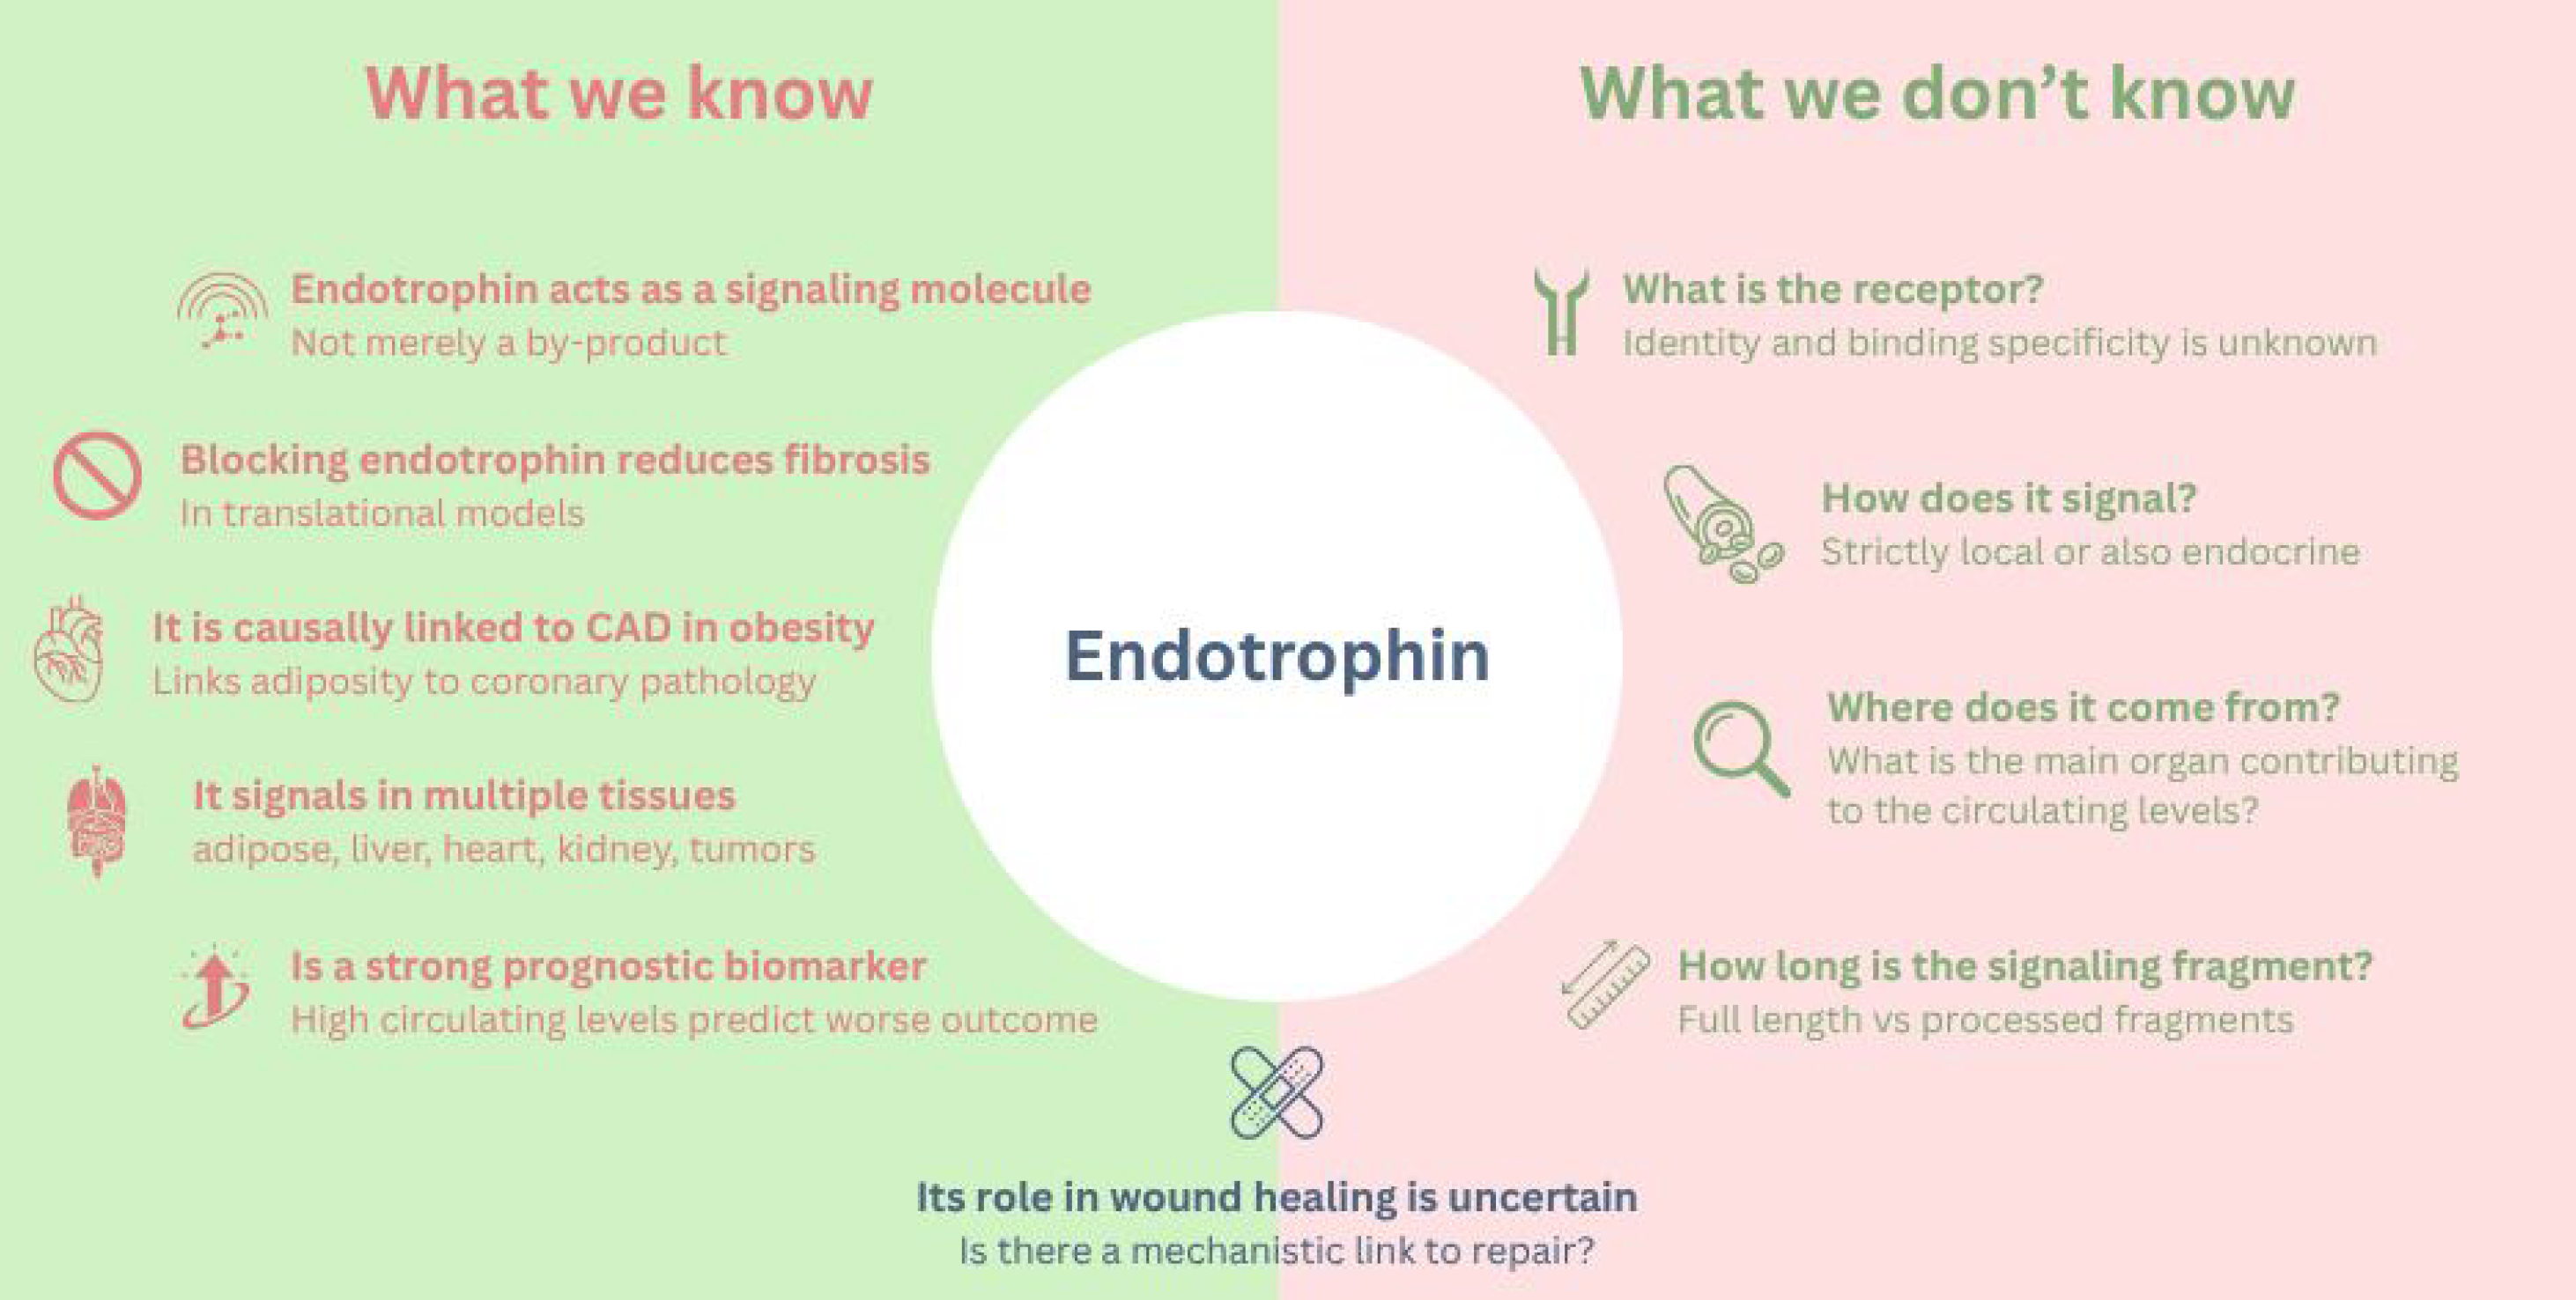 What we know
Endotrophin acts as a signaling molecule
Not merely a by-product
Blocking endotrophin reduces fibrosis
In translational models
It is causally linked to CAD in obesity
Links adiposity to coronary pathology
It signals in multiple tissues
adipose, liver, heart, kidney, tumors
Is a strong prognostic biomarker
High circulating levels predict worse outcome
Endotrophin
What we don't know
What is the receptor?
Identity and binding specificity is unknown
How does it signal?
Strictly local or also endocrine
Where does it come from?
What is the main organ contributing
to the circulating levels?
How long is the signaling fragment?
Full length vs processed fragments
Its role in wound healing is uncertain
Is there a mechanistic link to repair?